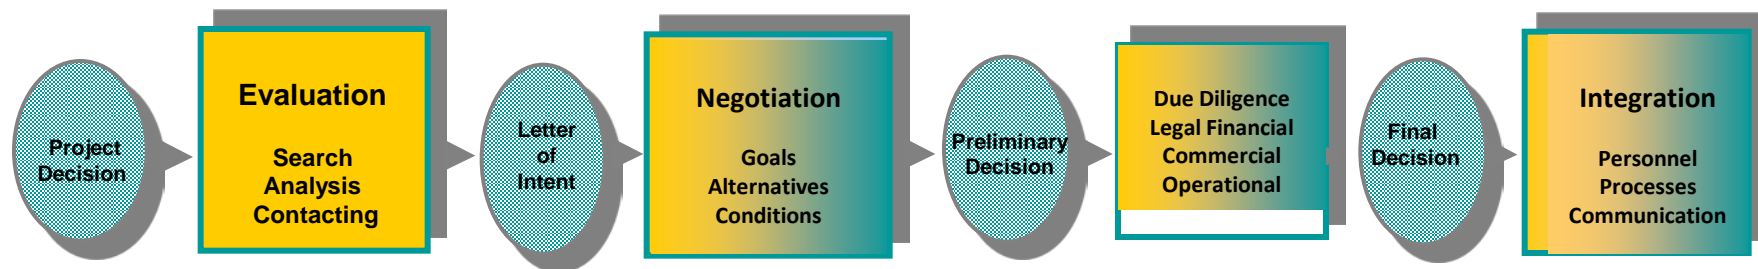 Project
Decision
Evaluation
Search
Analysis
Contacting
Letter
of
Intent
Negotiation
Goals
Alternatives
Conditions
Preliminary
Decision
Due Diligence
Legal Financial
Commercial
Operational
Final
Decision
Integration
Personnel
Processes
Communication